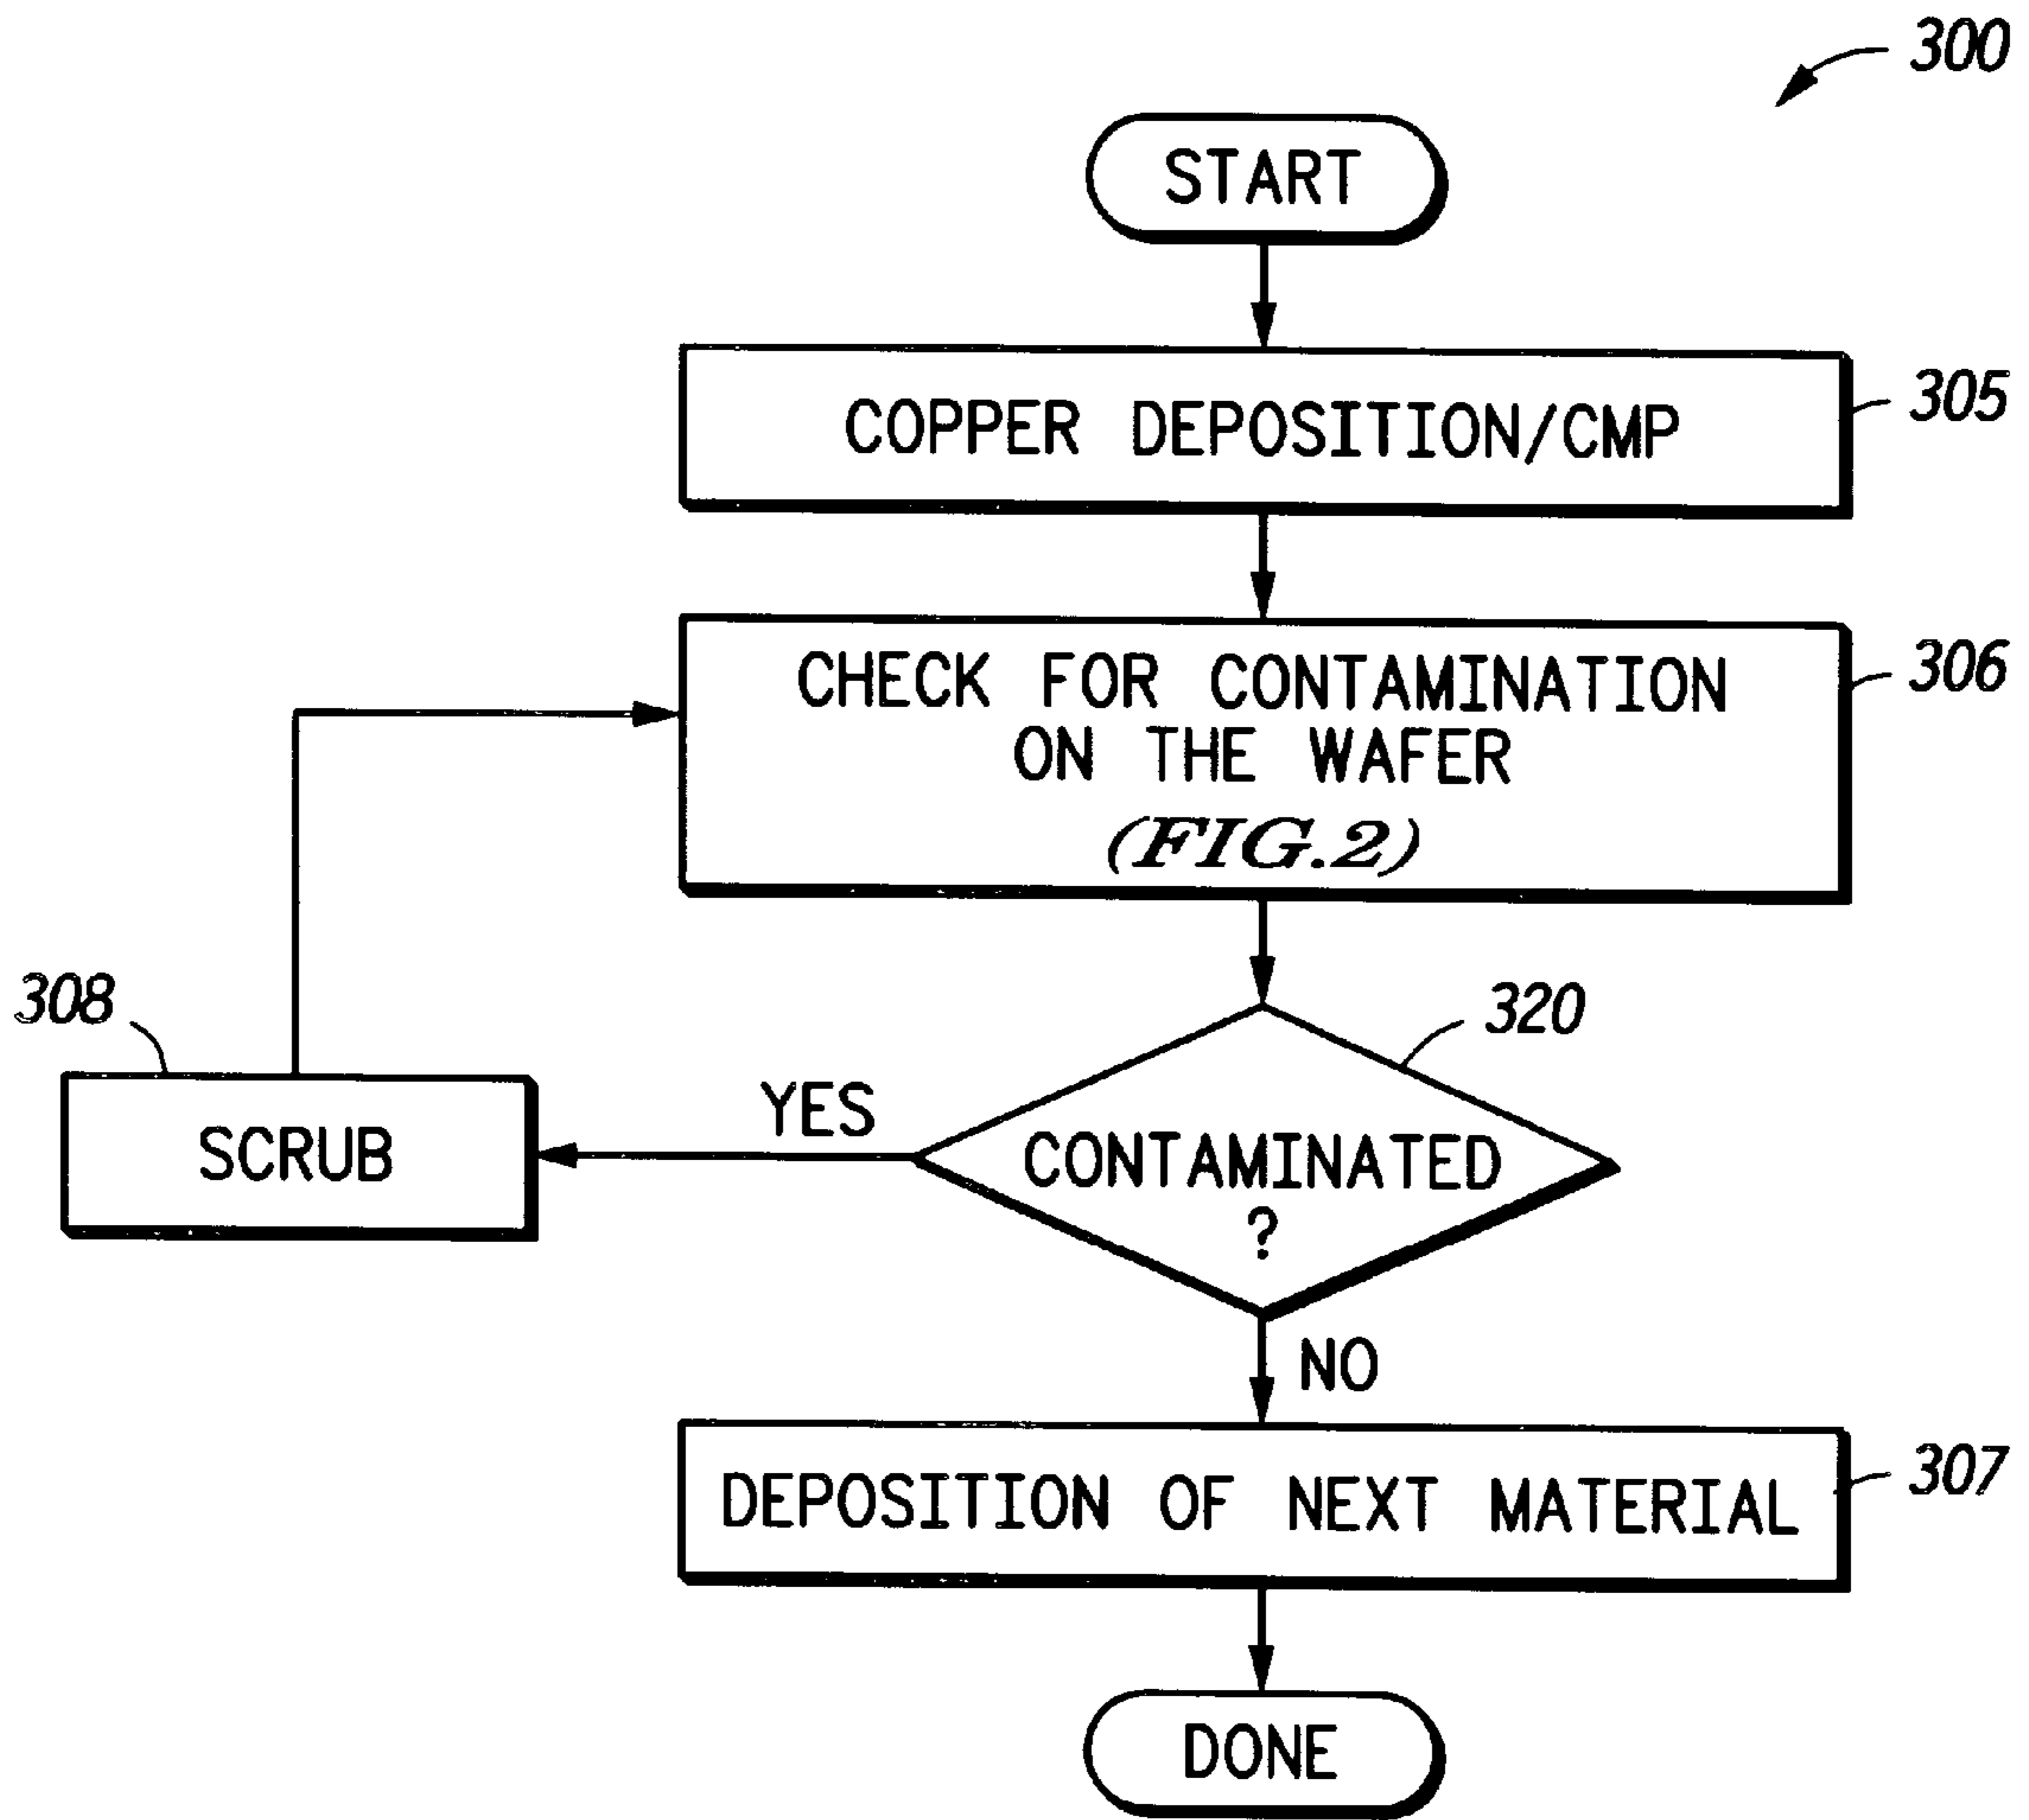 300
START
COPPER DEPOSITION/CMP
305
CHECK FOR CONTAMINATION
ON THE WAFER
(FIG.2)
306
308
320
SCRUB
YES
CONTAMINATED
?
NO
DEPOSITION OF NEXT MATERIAL
307
DONE